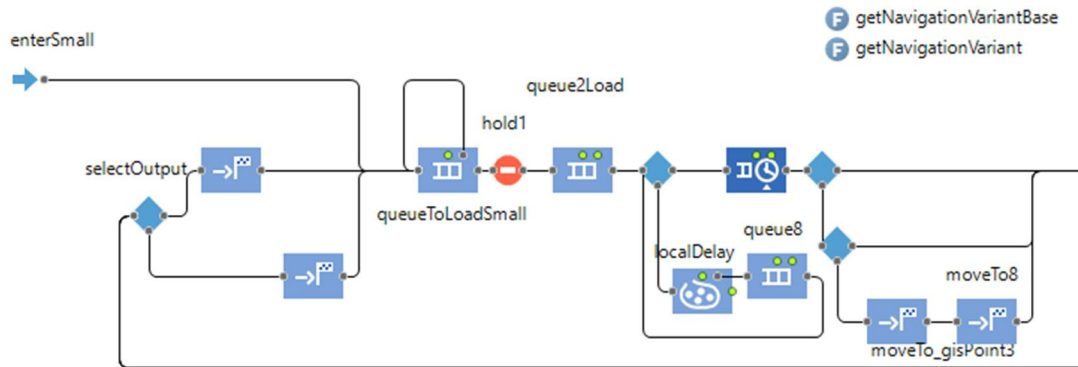 F getNavigationVariantBase
enterSmall
F getNavigationVariant
queue2Load
hold1
selectOutput
queueToLoadSmall
queue8
localDelay
moveTo8
moveTo_gisPoint3